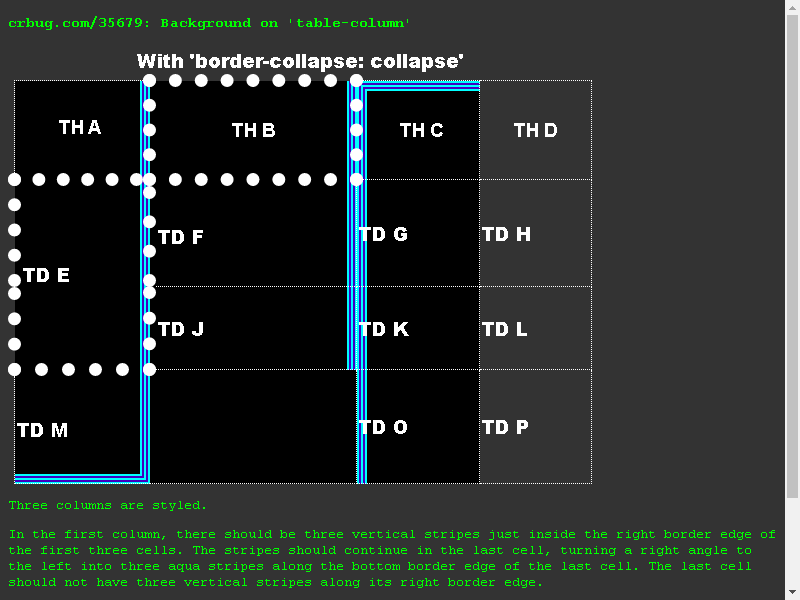 crbug.com/35679: Background on 'table-column'
With 'border-collapse: collapse'
TH A TH B TH C TH D
TD E TD F TD G TD H
TD J TD K TD L
TD M TD O TD P
Three columns are styled.
In the first column, there should be three vertical stripes just inside the right border edge of
the first three cells. The stripes should continue in the last cell, turning a right angle to
the left into three aqua stripes along the bottom border edge of the last cell. The last cell
should not have three vertical stripes along its right border edge.